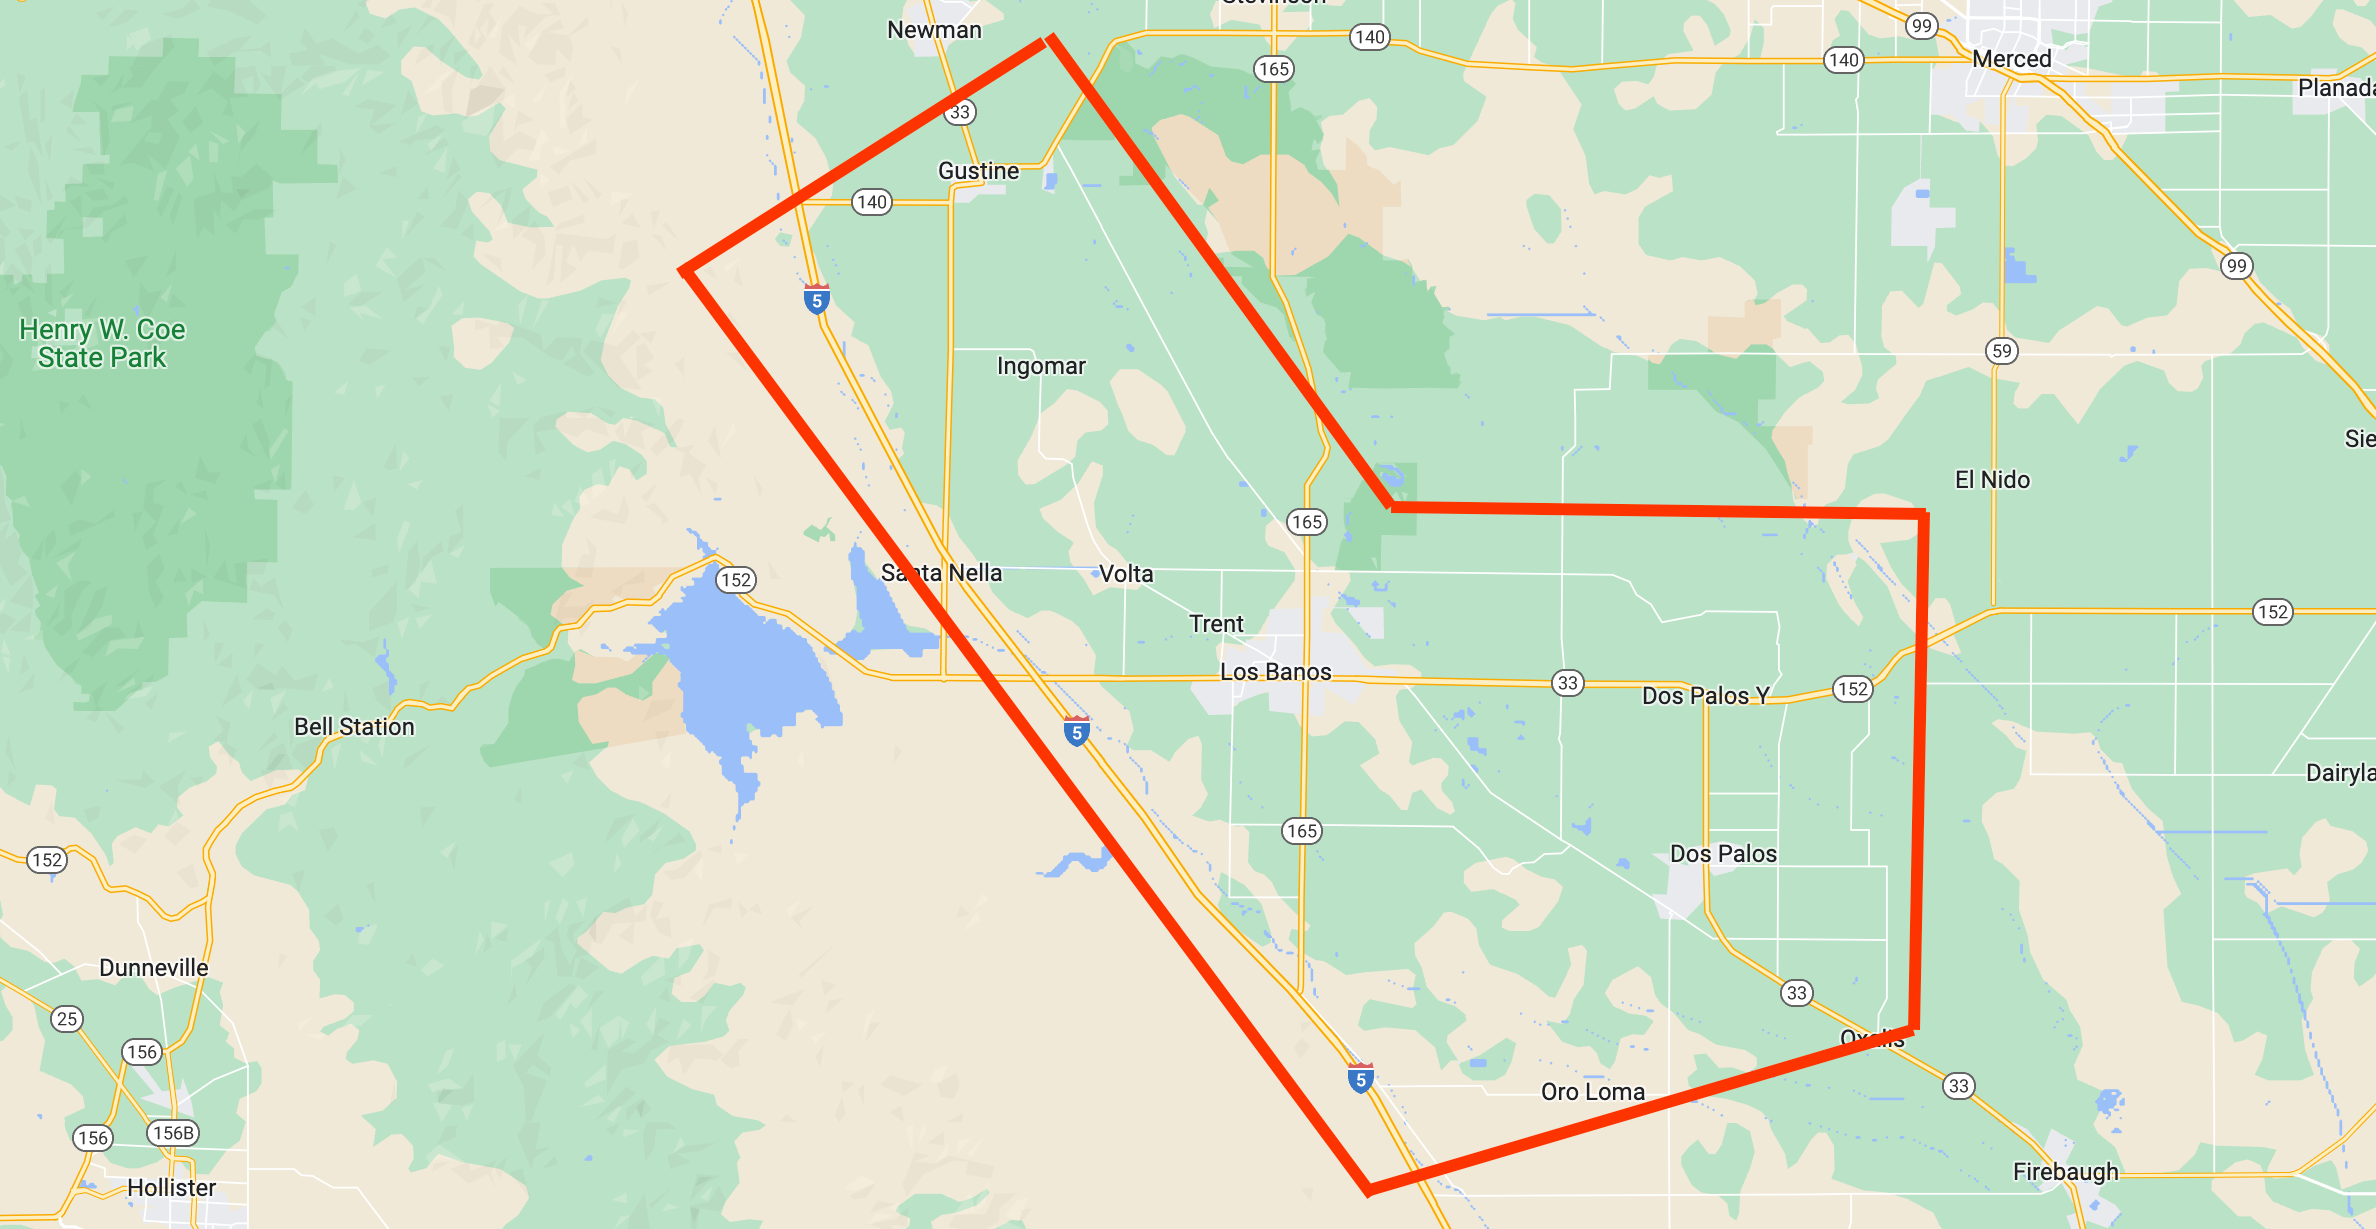 Newman
Stevinson
140
99
165
140
Merced
Planada
33
Gustine
140
99
5
Henry W. Coe
State Park
59
Ingomar
El Nido
165
152
Santa Nella
Volta
152
Trent
Los Banos
33
Dos Palos Y
152
Bell Station
5
165
Dos Palos
152
Dunneville
33
25
Oxalis
156
5
33
Oro Loma
156
156B
Firebaugh
Hollister